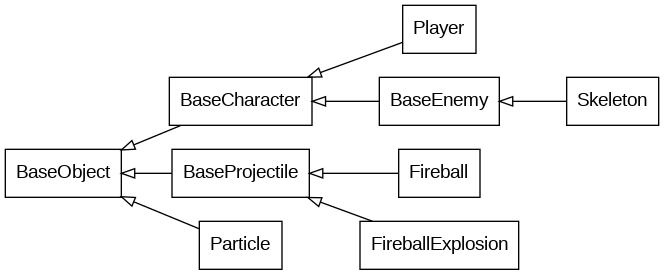 Player
BaseCharacter
BaseEnemy
Skeleton
BaseObject
BaseProjectile
Fireball
Particle
FireballExplosion